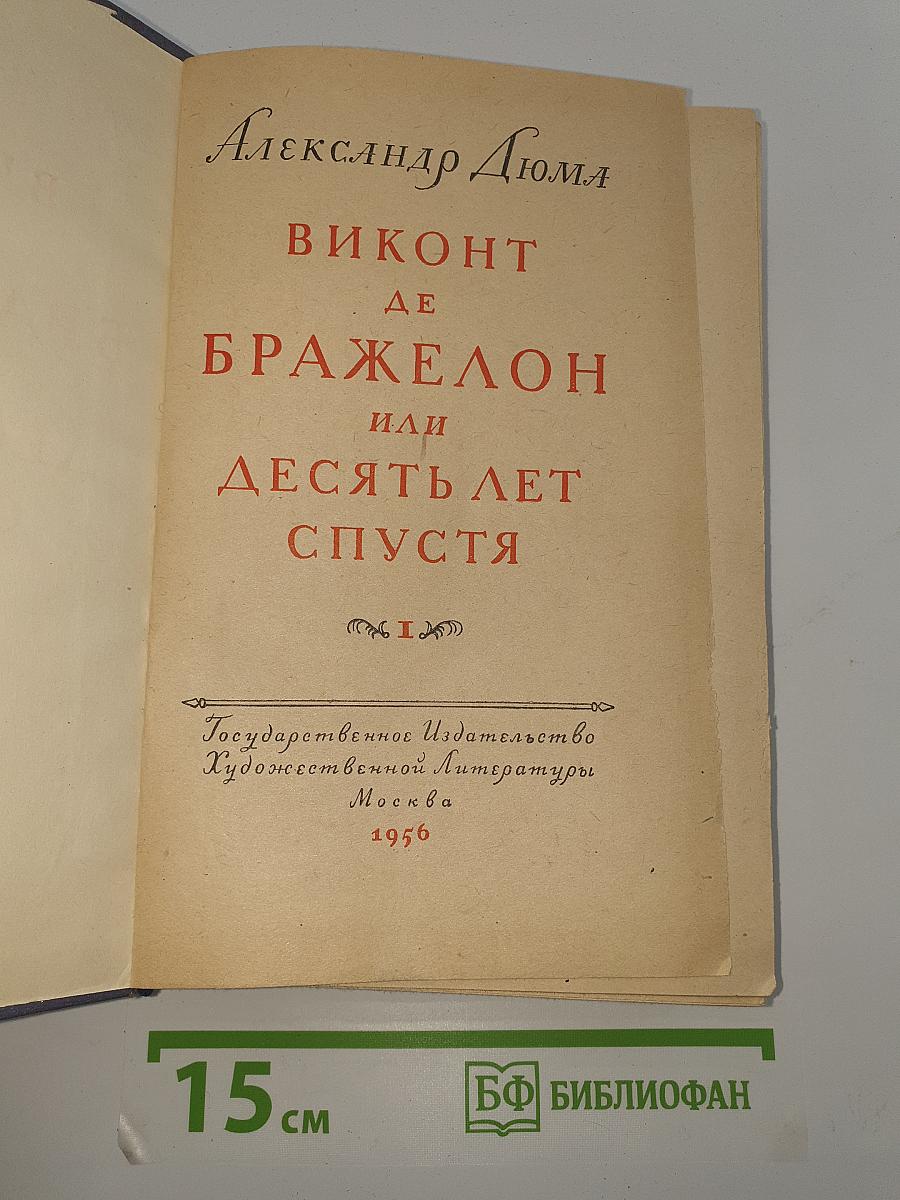 Александр Дюма
ВИКОНТ
ДЕ
БРАЖЕЛОН
ИЛИ
ДЕСЯТЬ ЛЕТ
СПУСТЯ
I
Государственное Издательство
Художественной Литературы
Москва
1956
15 см
БФ БИБЛИОФАН